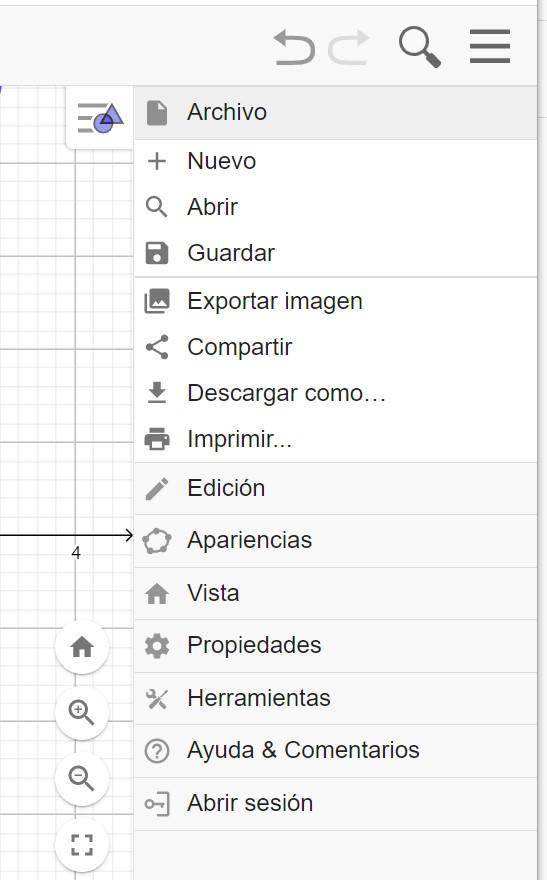 Archivo
Nuevo
Abrir
Guardar
Exportar imagen
Compartir
Descargar como...
Imprimir...
Edición
Apariencias
4
Vista
Propiedades
Herramientas
Ayuda & Comentarios
Abrir sesión